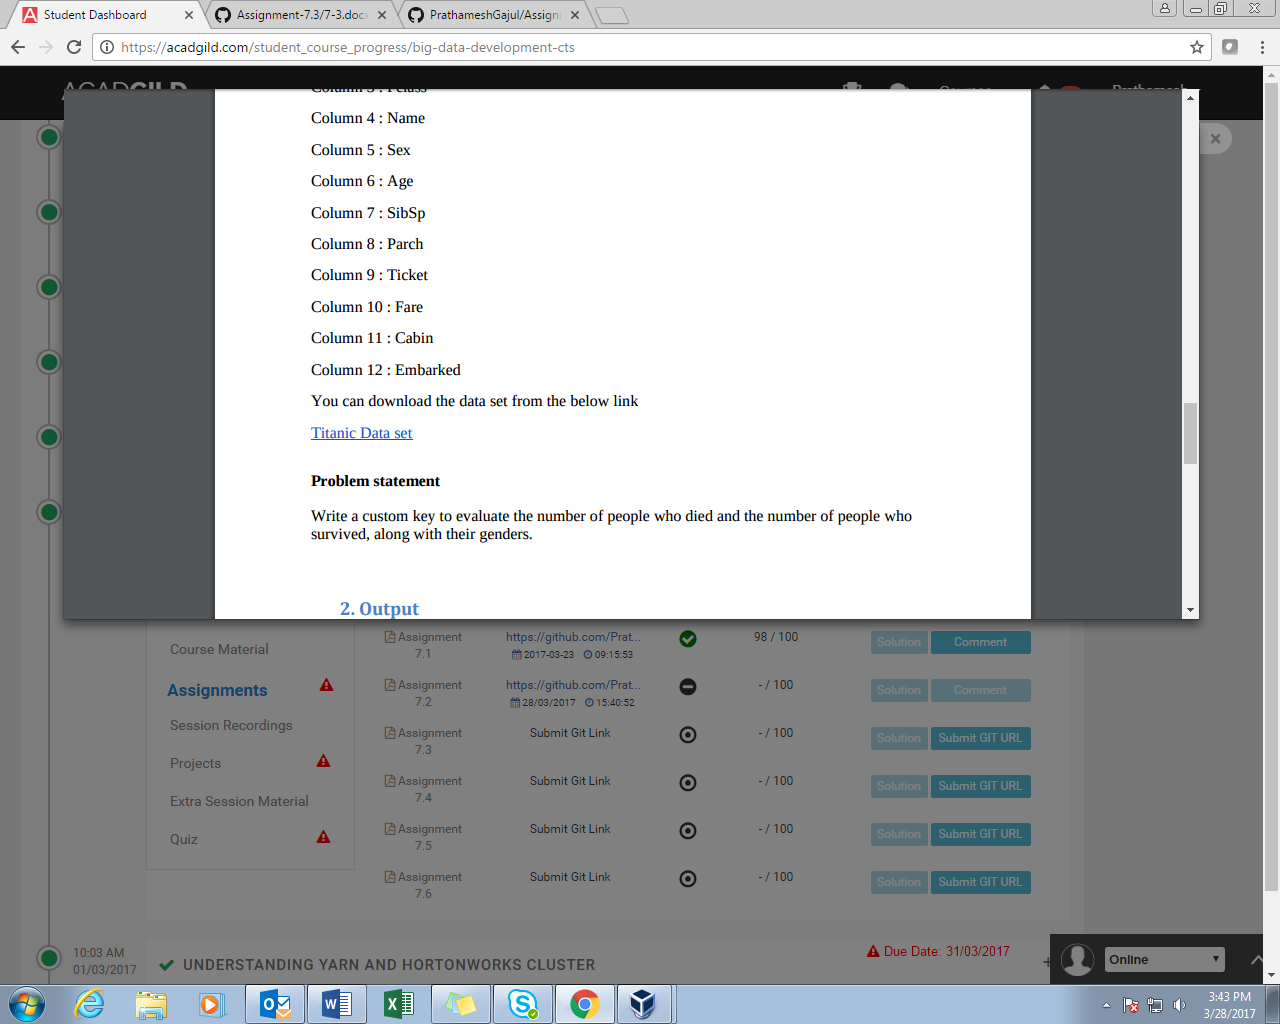 Student Dashboard
Assignment-7.3/7-3.docx
PrathameshGajul/Assignm
https://acadgild.com/student_course_progress/big-data-development-cts
ACADGILD
Courses
Prathamesh
Column 3 : Pclass
Column 4 : Name
Column 5 : Sex
Column 6 : Age
Column 7 : SibSp
Column 8 : Parch
Column 9 : Ticket
Column 10 : Fare
Column 11 : Cabin
Column 12 : Embarked
You can download the data set from the below link
Titanic Data set
Problem statement
Write a custom key to evaluate the number of people who died and the number of people who
survived, along with their genders.
2. Output
Course Material
Assignments
Session Recordings
Projects
Extra Session Material
Quiz
Assignment 7.1 https://github.com/Prat... 98 / 100 Solution Comment
2017-03-23 09:15:53
Assignment 7.2 https://github.com/Prat... - / 100 Solution Comment
28/03/2017 15:40:52
Assignment 7.3 Submit Git Link - / 100 Solution Submit GIT URL
Assignment 7.4 Submit Git Link - / 100 Solution Submit GIT URL
Assignment 7.5 Submit Git Link - / 100 Solution Submit GIT URL
Assignment 7.6 Submit Git Link - / 100 Solution Submit GIT URL
10:03 AM
01/03/2017
UNDERSTANDING YARN AND HORTONWORKS CLUSTER
Due Date: 31/03/2017
Online
3:43 PM
3/28/2017